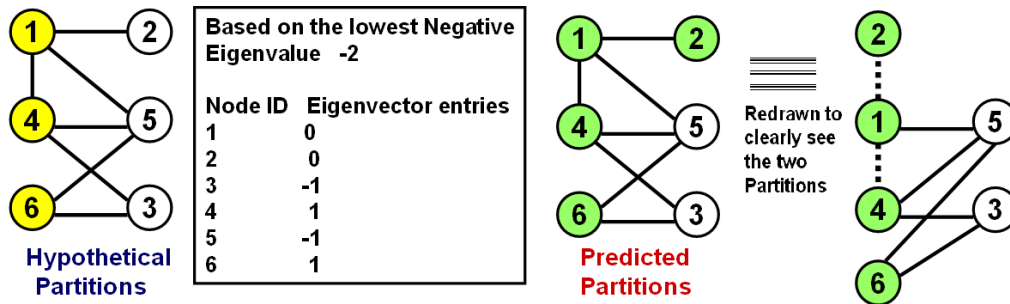 1
2
4
5
6
3
Hypothetical
Partitions
Based on the lowest Negative
Eigenvalue -2
Node ID Eigenvector entries
1 0
2 0
3 -1
4 1
5 -1
6 1
1
2
4
5
6
3
Predicted
Partitions
Redrawn to
clearly see
the two
Partitions
2
1
5
4
3
6